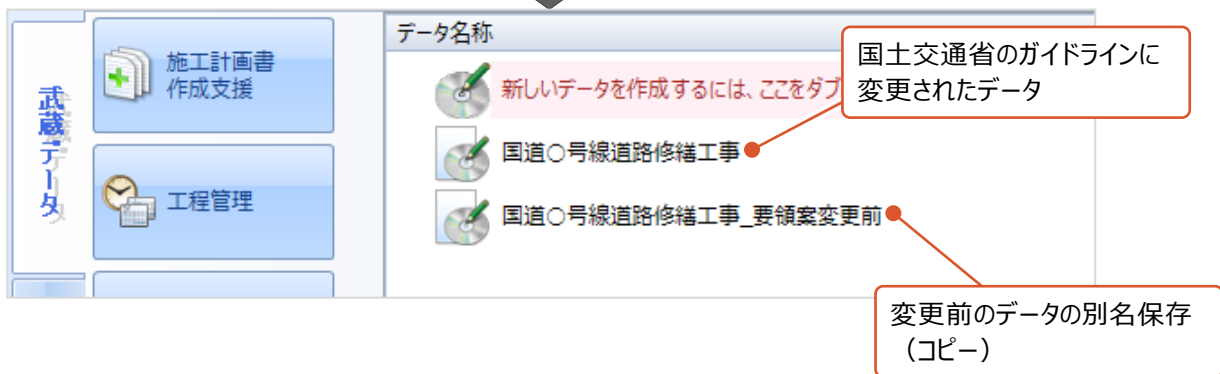 データ名称
国土交通省のガイドラインに
変更されたデータ
施工計画書
作成支援
武蔵データ
新しいデータを作成するには、ここをダブ
国道○号線道路修繕工事
工程管理
国道○号線道路修繕工事_要領案変更前
変更前のデータの別名保存
（コピー）